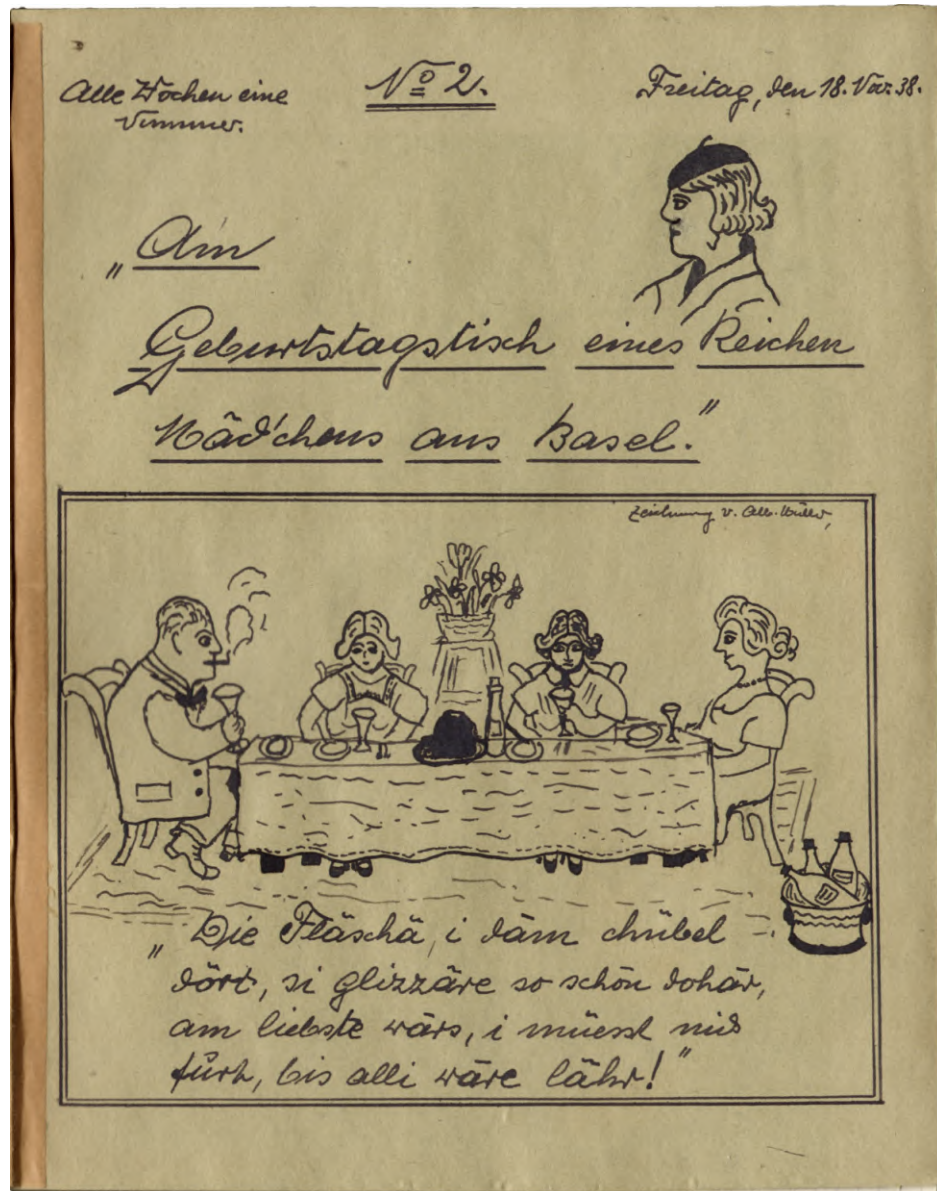 Alle Wochen eine
Nummer.
No 2.
Freitag, den 18. Nov. 38.
„Am
Geburtstagstisch eines Reichen
Mädchens aus Basel.”
Zeichnung v. Alb. Müller,
„Die Fläschä, i däm chübel
dört, si glizzäre so schön dohär,
am liebste wärs, i müesst nid
fürt, bis alli wäre lähr!”